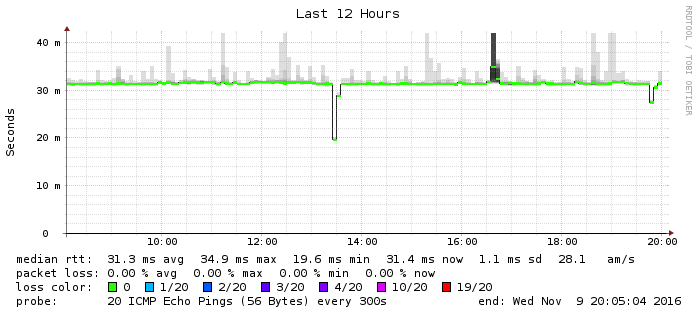 Last 12 Hours
RRDTOOL / TOBI OETIKER
Seconds
40 m
30 m
20 m
10 m
0
10:00 12:00 14:00 16:00 18:00 20:00
median rtt: 31.3 ms avg 34.9 ms max 19.6 ms min 31.4 ms now 1.1 ms sd 28.1 am/s
packet loss: 0.00 % avg 0.00 % max 0.00 % min 0.00 % now
loss color: 0 1/20 2/20 3/20 4/20 10/20 19/20
probe: 20 ICMP Echo Pings (56 Bytes) every 300s end: Wed Nov 9 20:05:04 2016